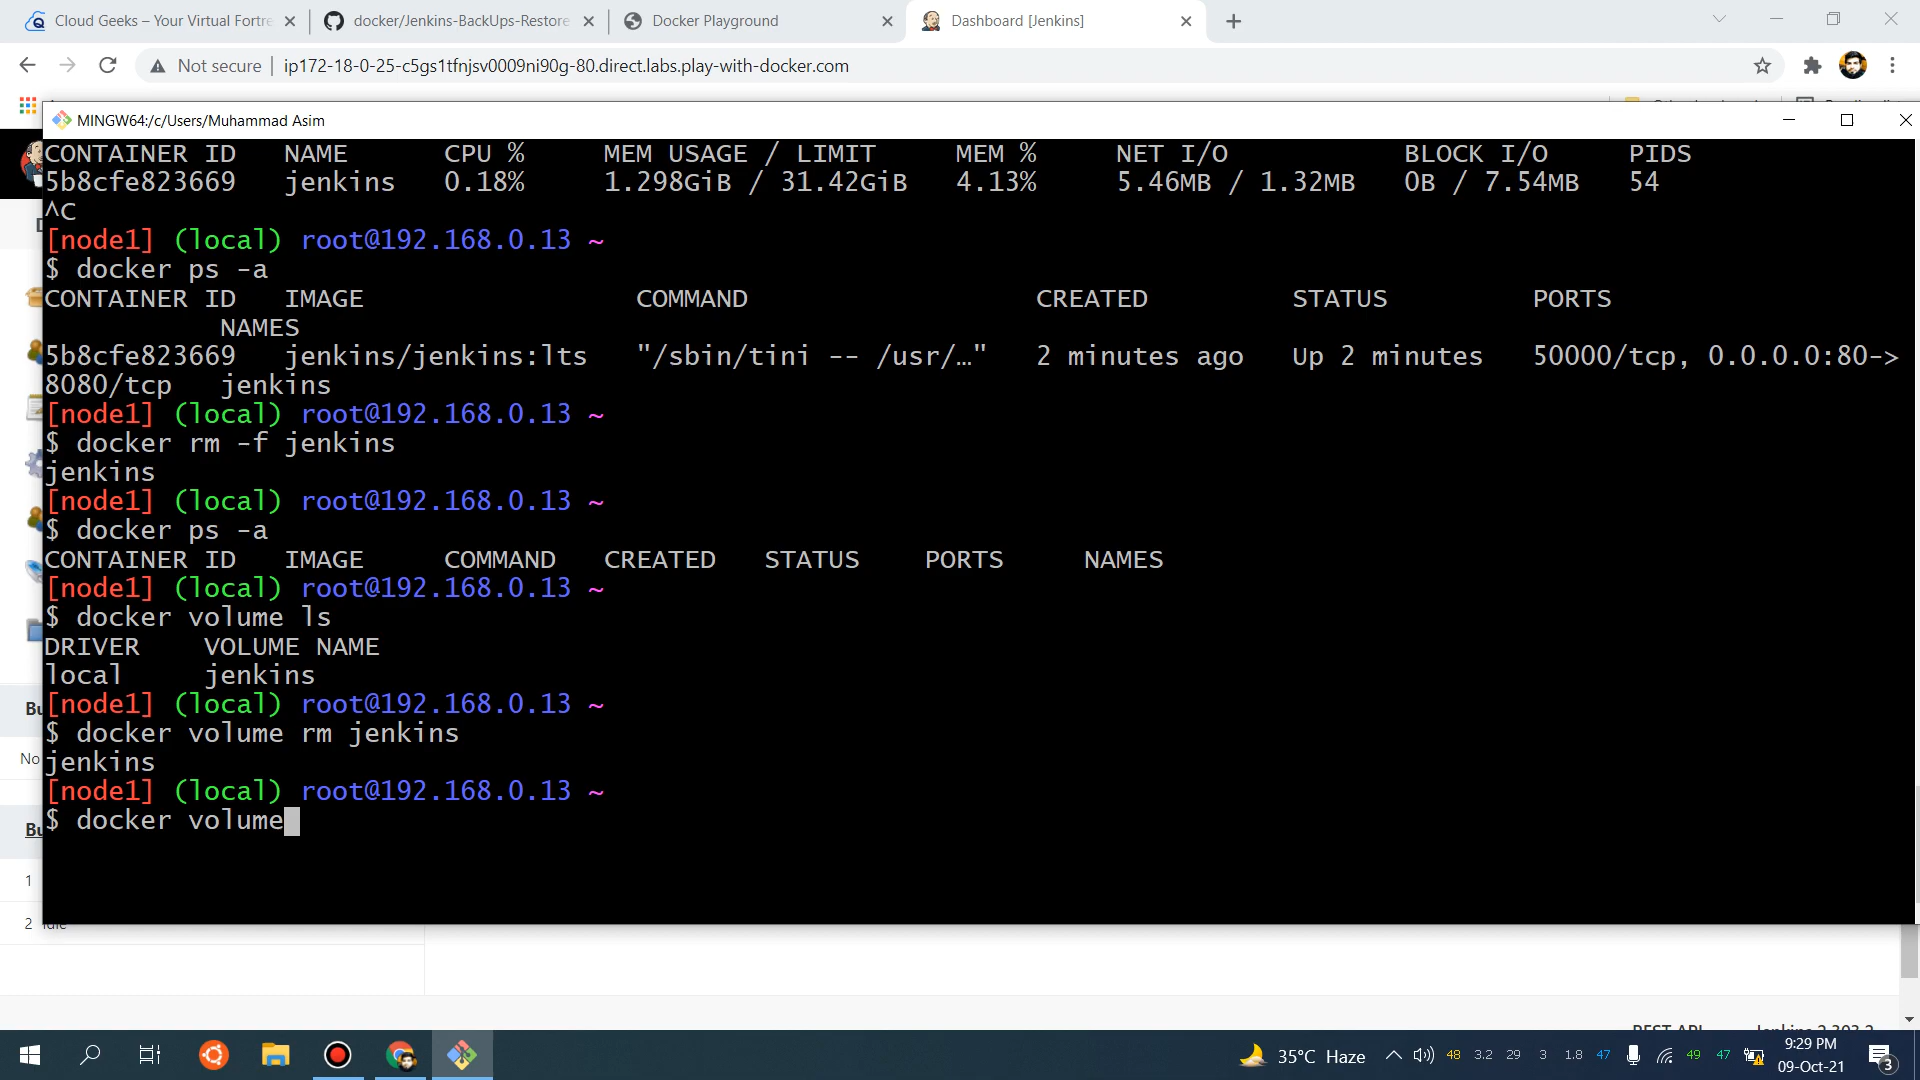 Cloud Geeks – Your Virtual Fortre
docker/Jenkins-BackUps-Restore
Docker Playground
Dashboard [Jenkins]
Not secure
ip172-18-0-25-c5gs1tfnjsv0009ni90g-80.direct.labs.play-with-docker.com
MINGW64:/c/Users/Muhammad Asim
CONTAINER ID   NAME      CPU %     MEM USAGE / LIMIT     MEM %     NET I/O           BLOCK I/O     PIDS
5b8cfe823669   jenkins   0.18%     1.298GiB / 31.42GiB   4.13%     5.46MB / 1.32MB   0B / 7.54MB   54
^C
[node1] (local) root@192.168.0.13 ~
$ docker ps -a
CONTAINER ID   IMAGE                 COMMAND                  CREATED         STATUS         PORTS
NAMES
5b8cfe823669   jenkins/jenkins:lts   "/sbin/tini -- /usr/…"   2 minutes ago   Up 2 minutes   50000/tcp, 0.0.0.0:80->
8080/tcp   jenkins
[node1] (local) root@192.168.0.13 ~
$ docker rm -f jenkins
jenkins
[node1] (local) root@192.168.0.13 ~
$ docker ps -a
CONTAINER ID   IMAGE     COMMAND   CREATED   STATUS    PORTS     NAMES
[node1] (local) root@192.168.0.13 ~
$ docker volume ls
DRIVER    VOLUME NAME
local     jenkins
[node1] (local) root@192.168.0.13 ~
$ docker volume rm jenkins
jenkins
[node1] (local) root@192.168.0.13 ~
$ docker volume
Bu
No
Bu
1
2 Idle
REST API
Jenkins 2.303.2
35°C Haze
48 3.2 29 3 1.8 47
49 47
9:29 PM
09-Oct-21
3